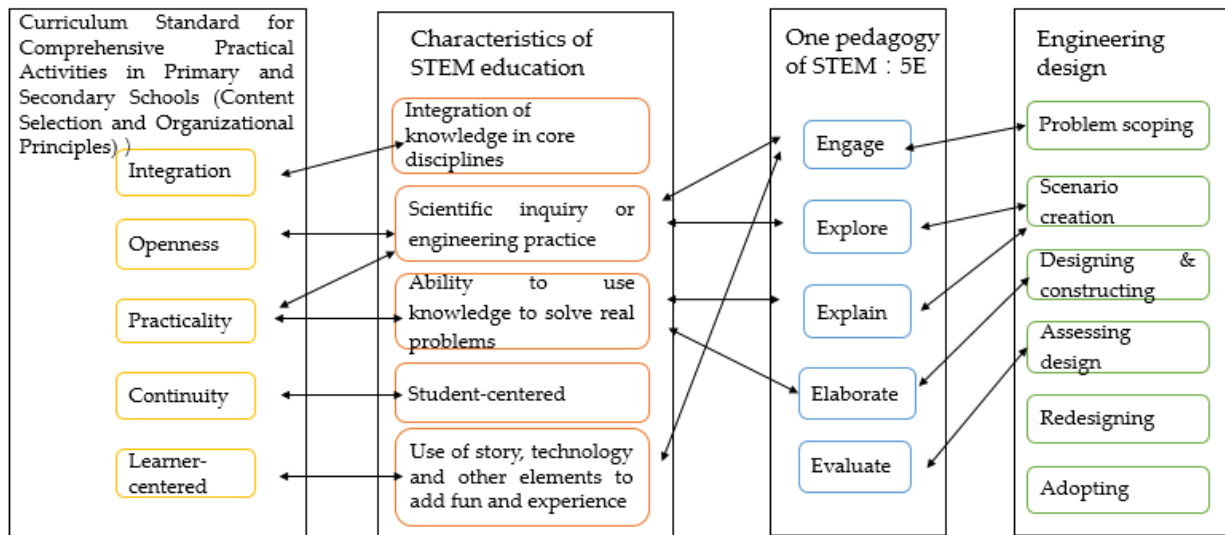 Curriculum Standard for
Comprehensive Practical
Activities in Primary and
Secondary Schools (Content
Selection and Organizational
Principles) )
Integration
Openness
Practicality
Continuity
Learner-
centered
Characteristics of
STEM education
Integration of
knowledge in core
disciplines
Scientific inquiry or
engineering practice
Ability to use
knowledge to solve real
problems
Student-centered
Use of story, technology
and other elements to
add fun and experience
One pedagogy
of STEM : 5E
Engage
Explore
Explain
Elaborate
Evaluate
Engineering
design
Problem scoping
Scenario
creation
Designing &
constructing
Assessing
design
Redesigning
Adopting